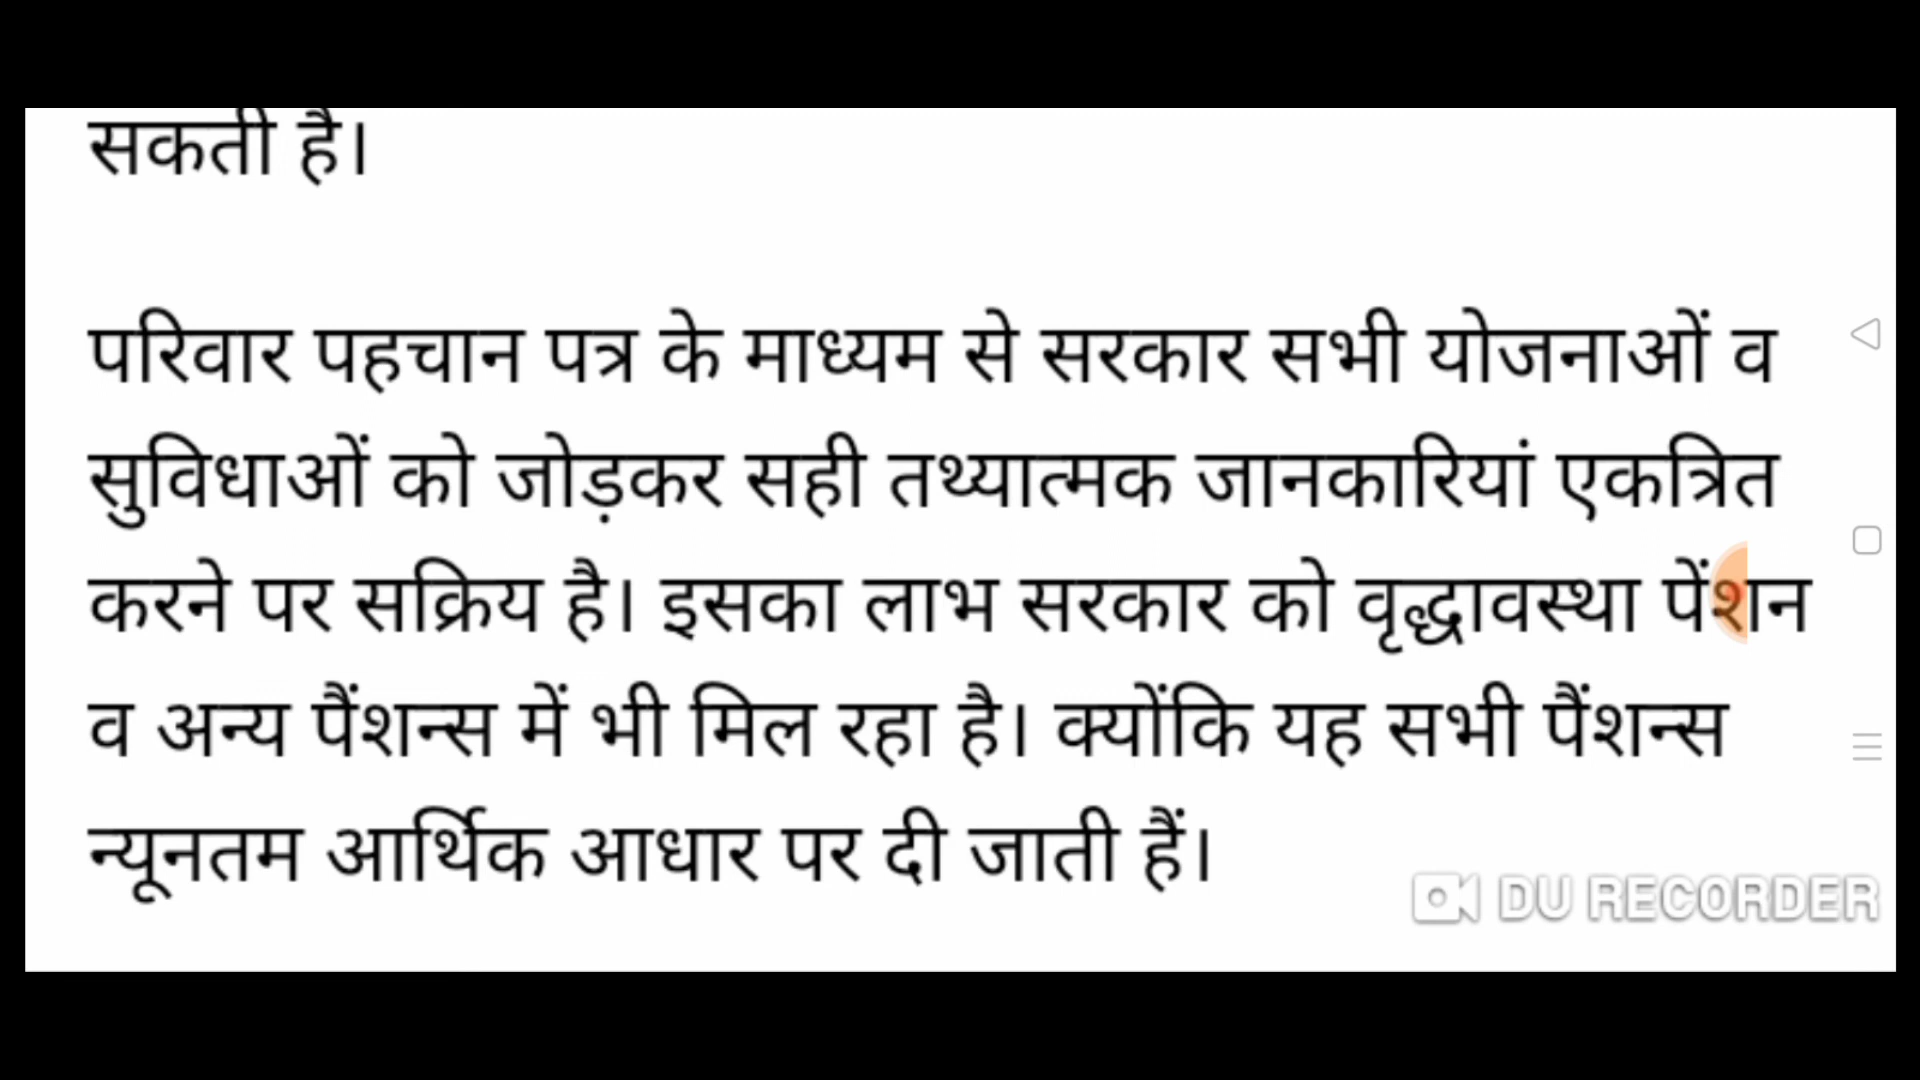 सकती है।
परिवार पहचान पत्र के माध्यम से सरकार सभी योजनाओं व
सुविधाओं को जोड़कर सही तथ्यात्मक जानकारियां एकत्रित
करने पर सक्रिय है। इसका लाभ सरकार को वृद्धावस्था पेंशन
व अन्य पैंशन्स में भी मिल रहा है। क्योंकि यह सभी पैंशन्स
न्यूनतम आर्थिक आधार पर दी जाती हैं।
DU RECORDER